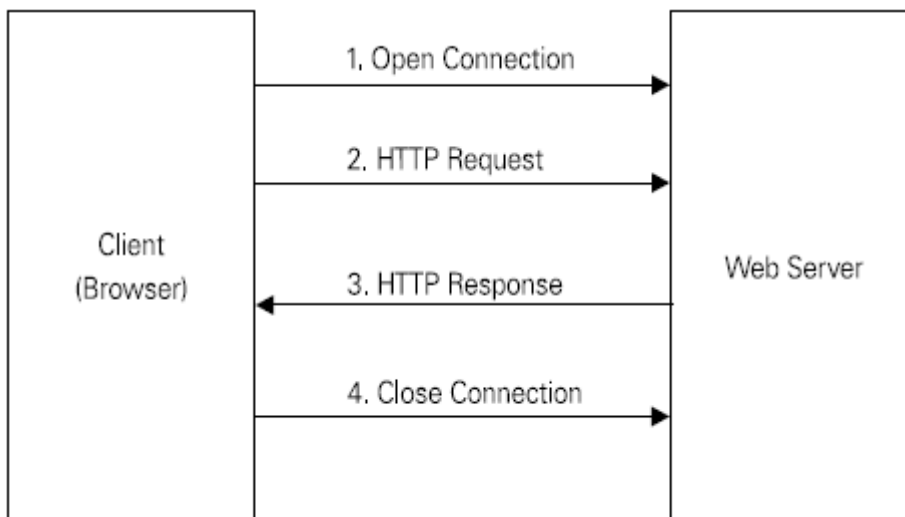 1. Open Connection
2. HTTP Request
Client
(Browser)
Web Server
3. HTTP Response
4. Close Connection